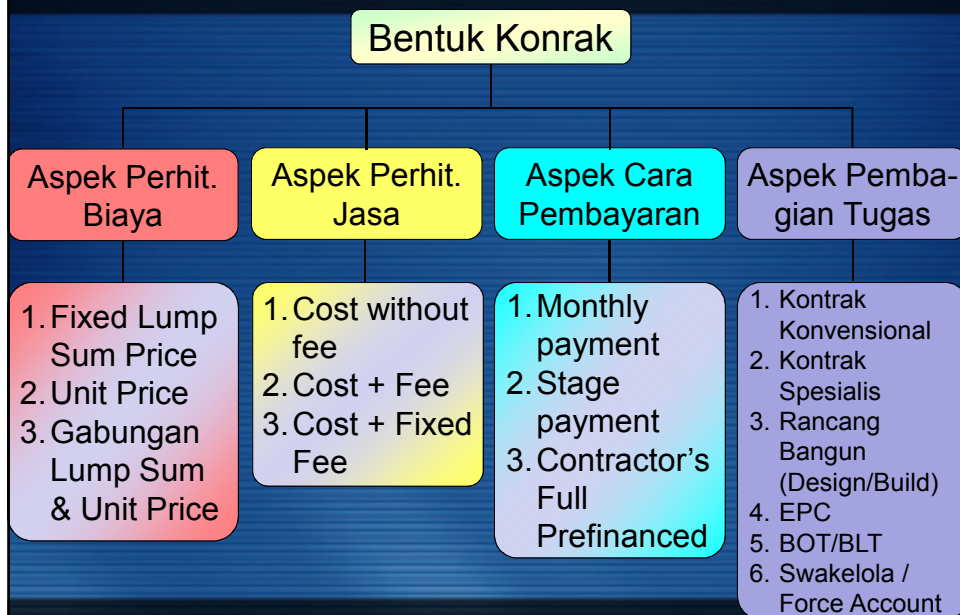 Bentuk Konrak
Aspek Perhit.
Biaya
Aspek Perhit.
Jasa
Aspek Cara
Pembayaran
Aspek Pemba-
gian Tugas
1. Fixed Lump
Sum Price
2. Unit Price
3. Gabungan
Lump Sum
& Unit Price
1. Cost without
fee
2. Cost + Fee
3. Cost + Fixed
Fee
1. Monthly
payment
2. Stage
payment
3. Contractor’s
Full
Prefinanced
1. Kontrak
Konvensional
2. Kontrak
Spesialis
3. Rancang
Bangun
(Design/Build)
4. EPC
5. BOT/BLT
6. Swakelola /
Force Account